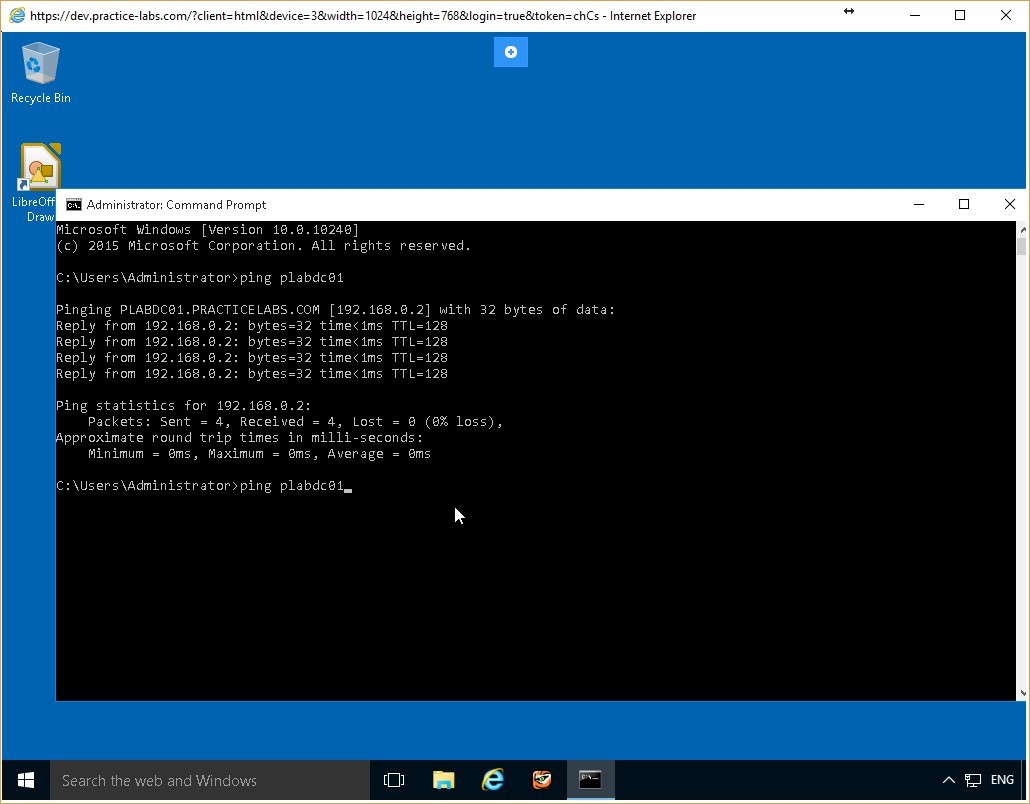 https://dev.practice-labs.com/?client=html&device=3&width=1024&height=768&login=true&token=chCs - Internet Explorer
Recycle Bin
LibreOff
Draw
Administrator: Command Prompt
Microsoft Windows [Version 10.0.10240]
(c) 2015 Microsoft Corporation. All rights reserved.
C:\Users\Administrator>ping plabdc01
Pinging PLABDC01.PRACTICELABS.COM [192.168.0.2] with 32 bytes of data:
Reply from 192.168.0.2: bytes=32 time<1ms TTL=128
Reply from 192.168.0.2: bytes=32 time<1ms TTL=128
Reply from 192.168.0.2: bytes=32 time<1ms TTL=128
Reply from 192.168.0.2: bytes=32 time<1ms TTL=128
Ping statistics for 192.168.0.2:
Packets: Sent = 4, Received = 4, Lost = 0 (0% loss),
Approximate round trip times in milli-seconds:
Minimum = 0ms, Maximum = 0ms, Average = 0ms
C:\Users\Administrator>ping plabdc01_
Search the web and Windows
ENG